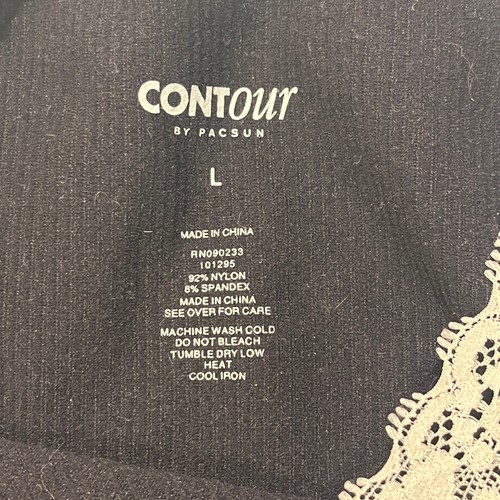 CONTour
BY PACSUN
L
MADE IN CHINA
RN090233
101295
92% NYLON
8% SPANDEX
MADE IN CHINA
SEE OVER FOR CARE
MACHINE WASH COLD
DO NOT BLEACH
TUMBLE DRY LOW
HEAT
COOL IRON